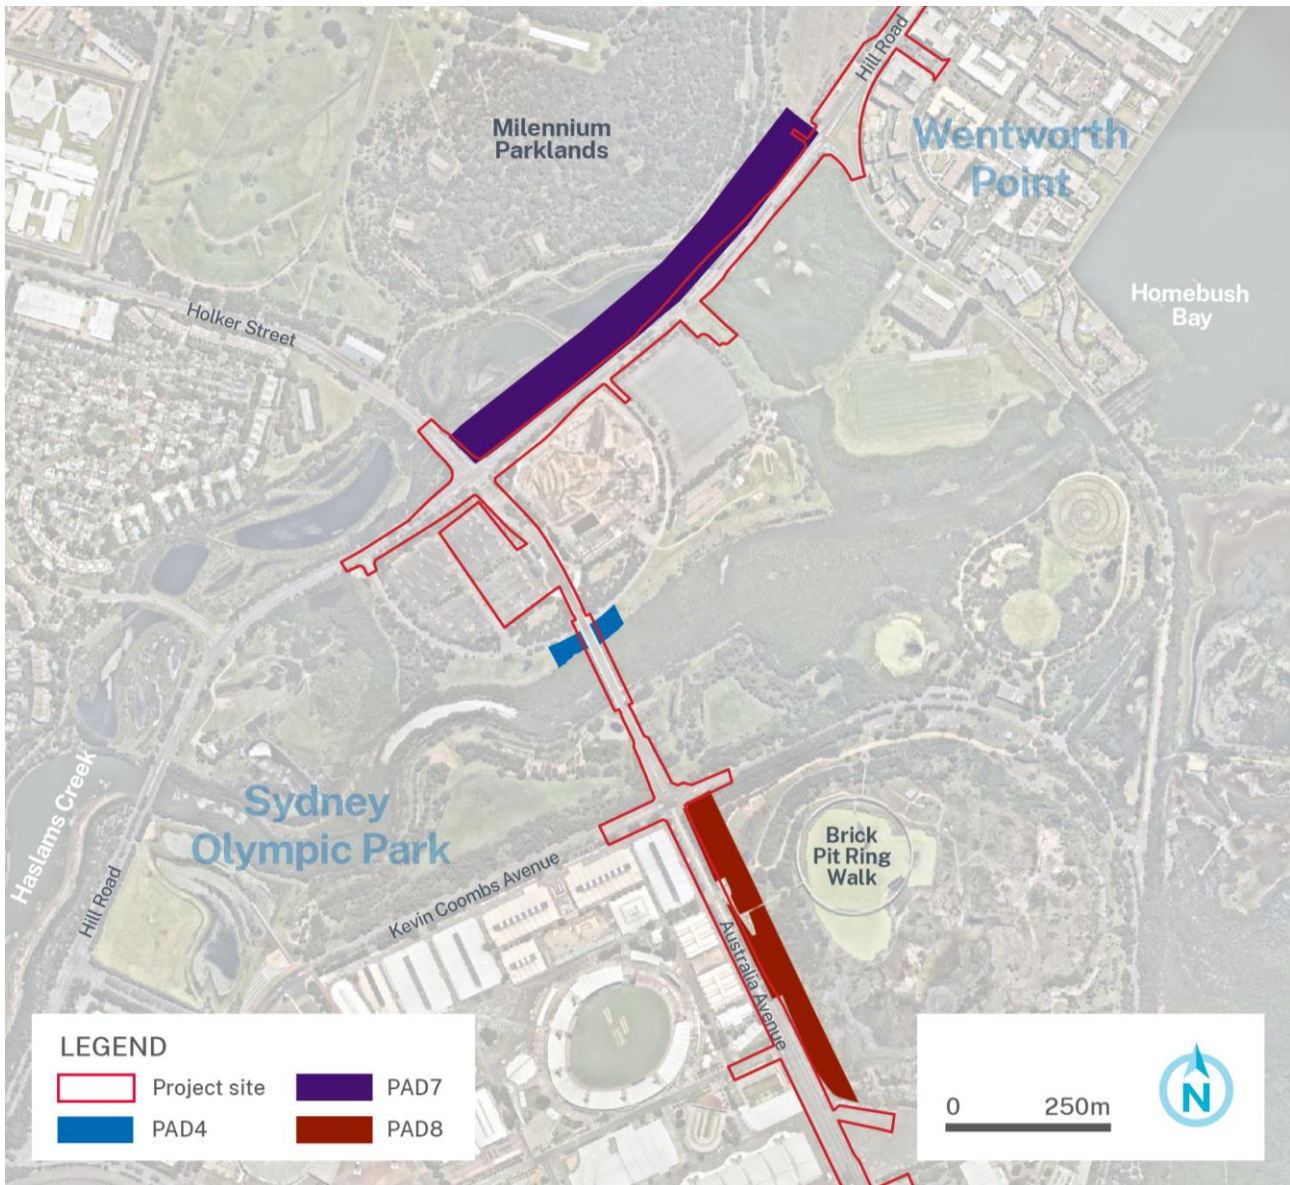 Hill Road
Milennium
Parklands
Wentworth
Point
Homebush
Bay
Holker Street
Haslams Creek
Sydney
Olympic Park
Hill Road
Kevin Coombs Avenue
Brick
Pit Ring
Walk
Australia Avenue
LEGEND
Project site
PAD7
PAD4
PAD8
0 250m
N